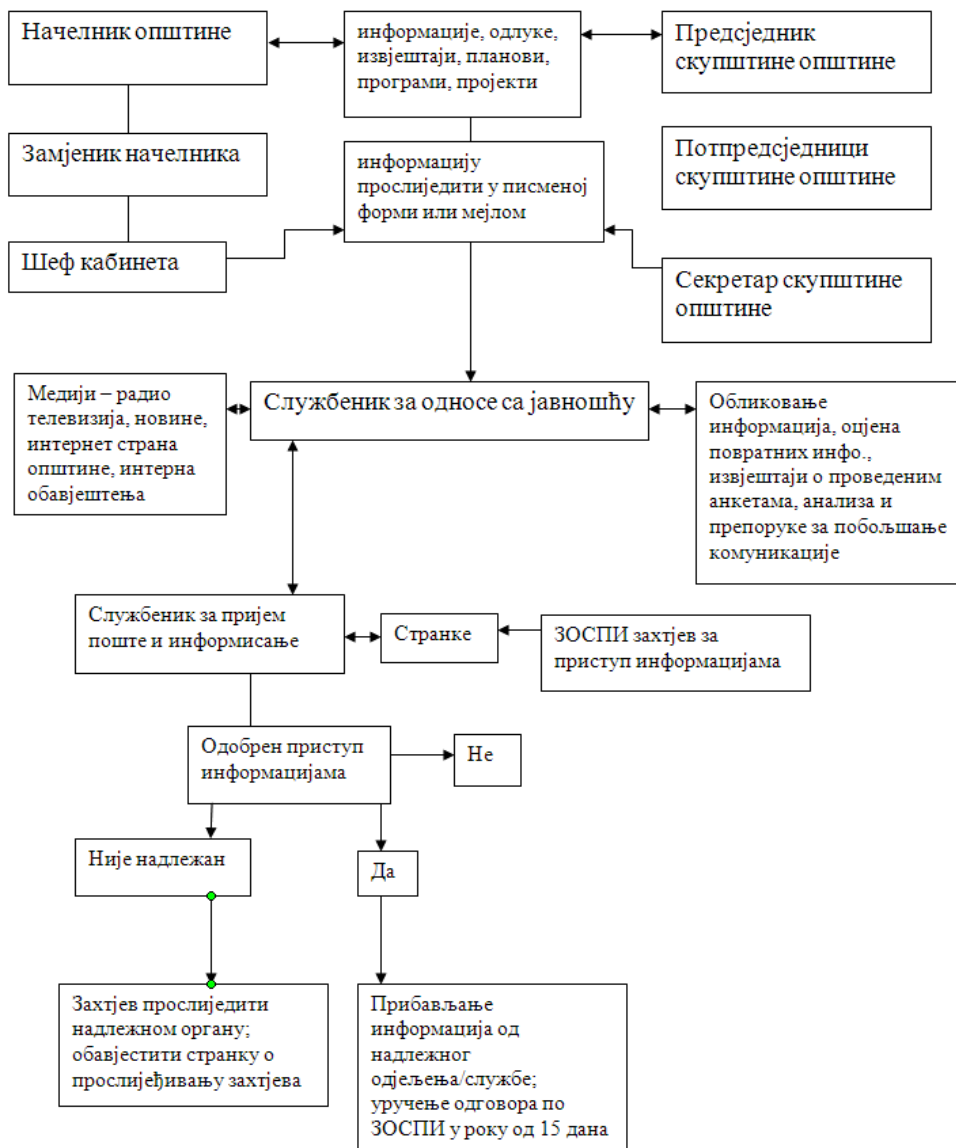 Начелник општине
информације, одлуке,
извјештаји, планови,
програми, пројекти
Предсједник
скупштине општине
Замјеник начелника
информацију
прослиједити у писменој
форми или мејлом
Потпредсједници
скупштине општине
Шеф кабинета
Секретар скупштине
општине
Медији – радио
телевизија, новине,
интернет страна
општине, интерна
обавјештења
Службеник за односе са јавношћу
Обликовање
информација, оцјена
повратних инфо.,
извјештаји о проведеним
анкетама, анализа и
препоруке за побољшање
комуникације
Службеник за пријем
поште и информисање
Странке
ЗОСПИ захтјев за
приступ информацијама
Одобрен приступ
информацијама
Не
Није надлежан
Да
Захтјев прослиједити
надлежном органу;
обавјестити странку о
прослијеђивању захтјева
Прибављање
информација од
надлежног
одјељења/службе;
уручење одговора по
ЗОСПИ у року од 15 дана